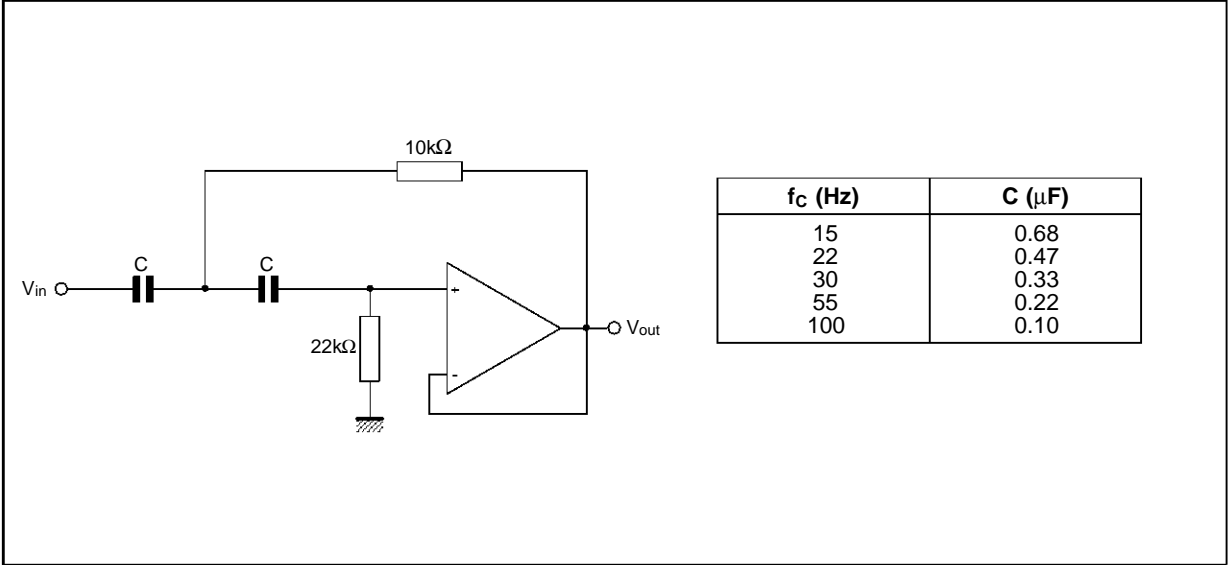 10kΩ
C
C
Vin
+
22kΩ
-
Vout
fC (Hz) C (μF)
15 0.68
22 0.47
30 0.33
55 0.22
100 0.10